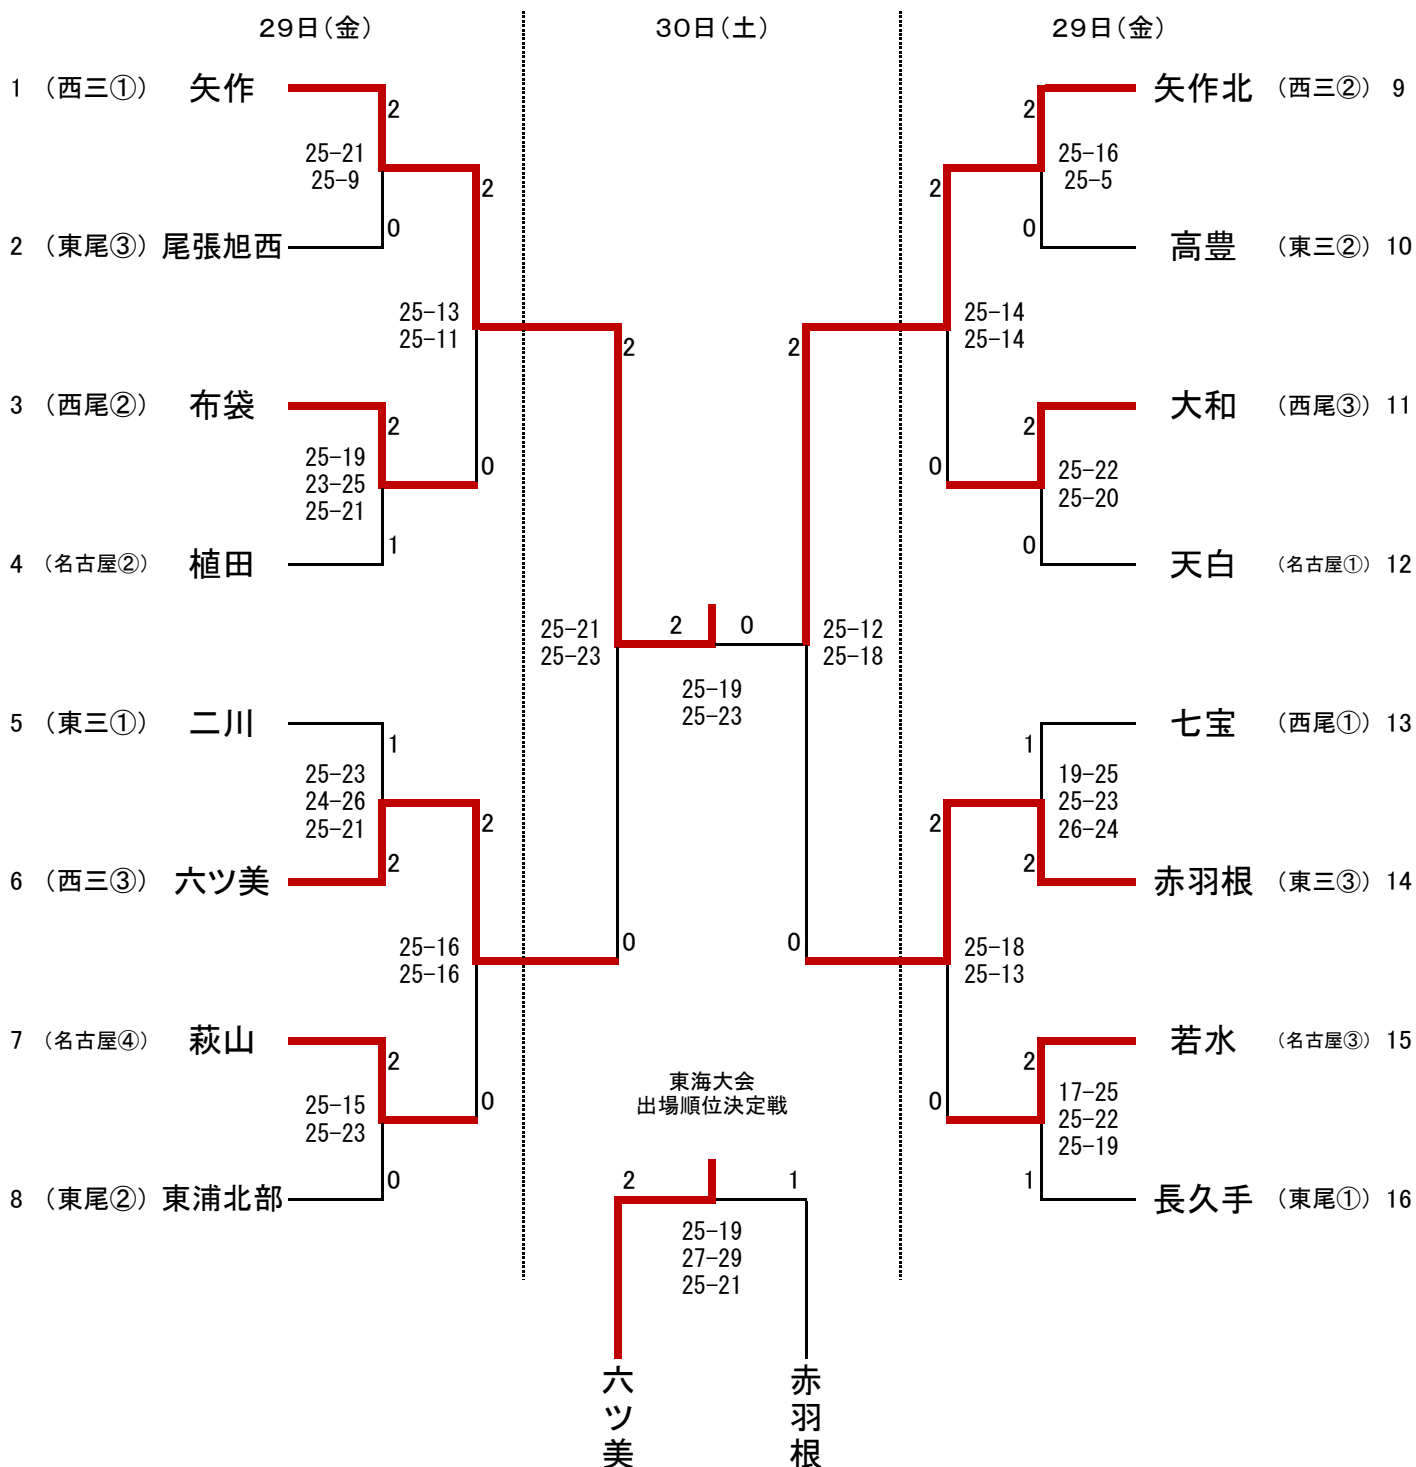 29日（金）
30日（土）
29日（金）
1 （西三①） 矢作
2
25-21
25-9
0
2 （東尾③） 尾張旭西
2
25-13
25-11
0
3 （西尾②） 布袋
2
25-19
23-25
25-21
1
4 （名古屋②） 植田
5 （東三①） 二川
1
25-23
24-26
25-21
2
6 （西三③） 六ツ美
2
25-16
25-16
0
7 （名古屋④） 萩山
2
25-15
25-23
0
8 （東尾②） 東浦北部
2
25-21
25-23
0
2 0
25-19
25-23
2
25-12
25-18
0
矢作北 （西三②） 9
2
25-16
25-5
0
高豊 （東三②） 10
2
25-14
25-14
0
大和 （西尾③） 11
2
25-22
25-20
0
天白 （名古屋①） 12
七宝 （西尾①） 13
1
19-25
25-23
26-24
2
赤羽根 （東三③） 14
2
25-18
25-13
0
若水 （名古屋③） 15
2
17-25
25-22
25-19
1
長久手 （東尾①） 16
東海大会
出場順位決定戦
2 1
25-19
27-29
25-21
六ツ美
赤羽根